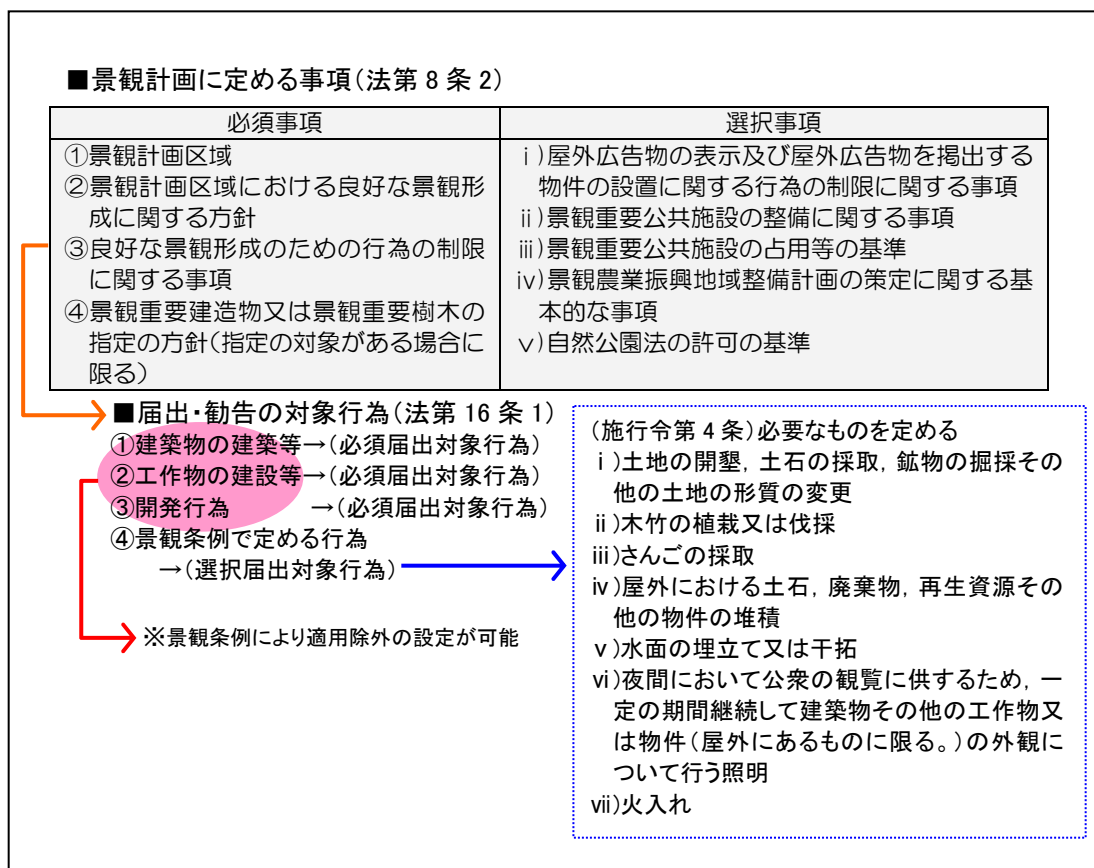 ■景観計画に定める事項(法第 8 条 2)
必須事項
①景観計画区域
②景観計画区域における良好な景観形
成に関する方針
③良好な景観形成のための行為の制限
に関する事項
④景観重要建造物又は景観重要樹木の
指定の方針(指定の対象がある場合に
限る)
選択事項
ⅰ)屋外広告物の表示及び屋外広告物を掲出する
物件の設置に関する行為の制限に関する事項
ⅱ)景観重要公共施設の整備に関する事項
ⅲ)景観重要公共施設の占用等の基準
ⅳ)景観農業振興地域整備計画の策定に関する基
本的な事項
ⅴ)自然公園法の許可の基準
■届出・勧告の対象行為(法第 16 条 1)
①建築物の建築等→(必須届出対象行為)
②工作物の建設等→(必須届出対象行為)
③開発行為 →(必須届出対象行為)
④景観条例で定める行為
→(選択届出対象行為)
※景観条例により適用除外の設定が可能
(施行令第 4 条)必要なものを定める
ⅰ)土地の開墾,土石の採取,鉱物の掘採その
他の土地の形質の変更
ⅱ)木竹の植栽又は伐採
ⅲ)さんごの採取
ⅳ)屋外における土石,廃棄物,再生資源その
他の物件の堆積
ⅴ)水面の埋立て又は干拓
ⅵ)夜間において公衆の観覧に供するため,一
定の期間継続して建築物その他の工作物又
は物件(屋外にあるものに限る。)の外観に
ついて行う照明
ⅶ)火入れ